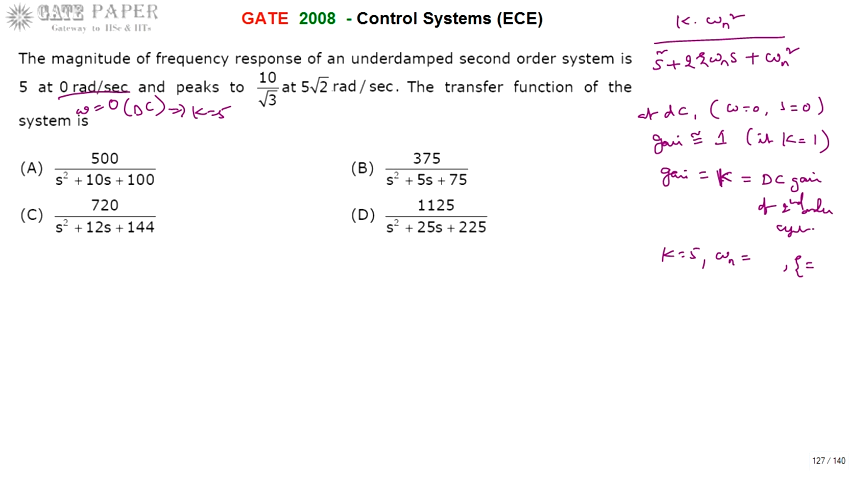 GATE PAPER
Gateway to IISc & IITs
GATE 2008 - Control Systems (ECE)
The magnitude of frequency response of an underdamped second order system is
5 at 0 rad/sec and peaks to 10/√3 at 5√2 rad / sec. The transfer function of the
system is
ω=0 (DC) ⇒ K=5
(A) 500 / s² + 10s + 100
(B) 375 / s² + 5s + 75
(C) 720 / s² + 12s + 144
(D) 1125 / s² + 25s + 225
K. ωn² / s² + 2ξωns + ωn²
at dc, (ω=0, s=0)
gain ≅ 1 (if K=1)
gain = K = DC gain
of 2nd order
K=5, ωn= , ξ=
127 / 140